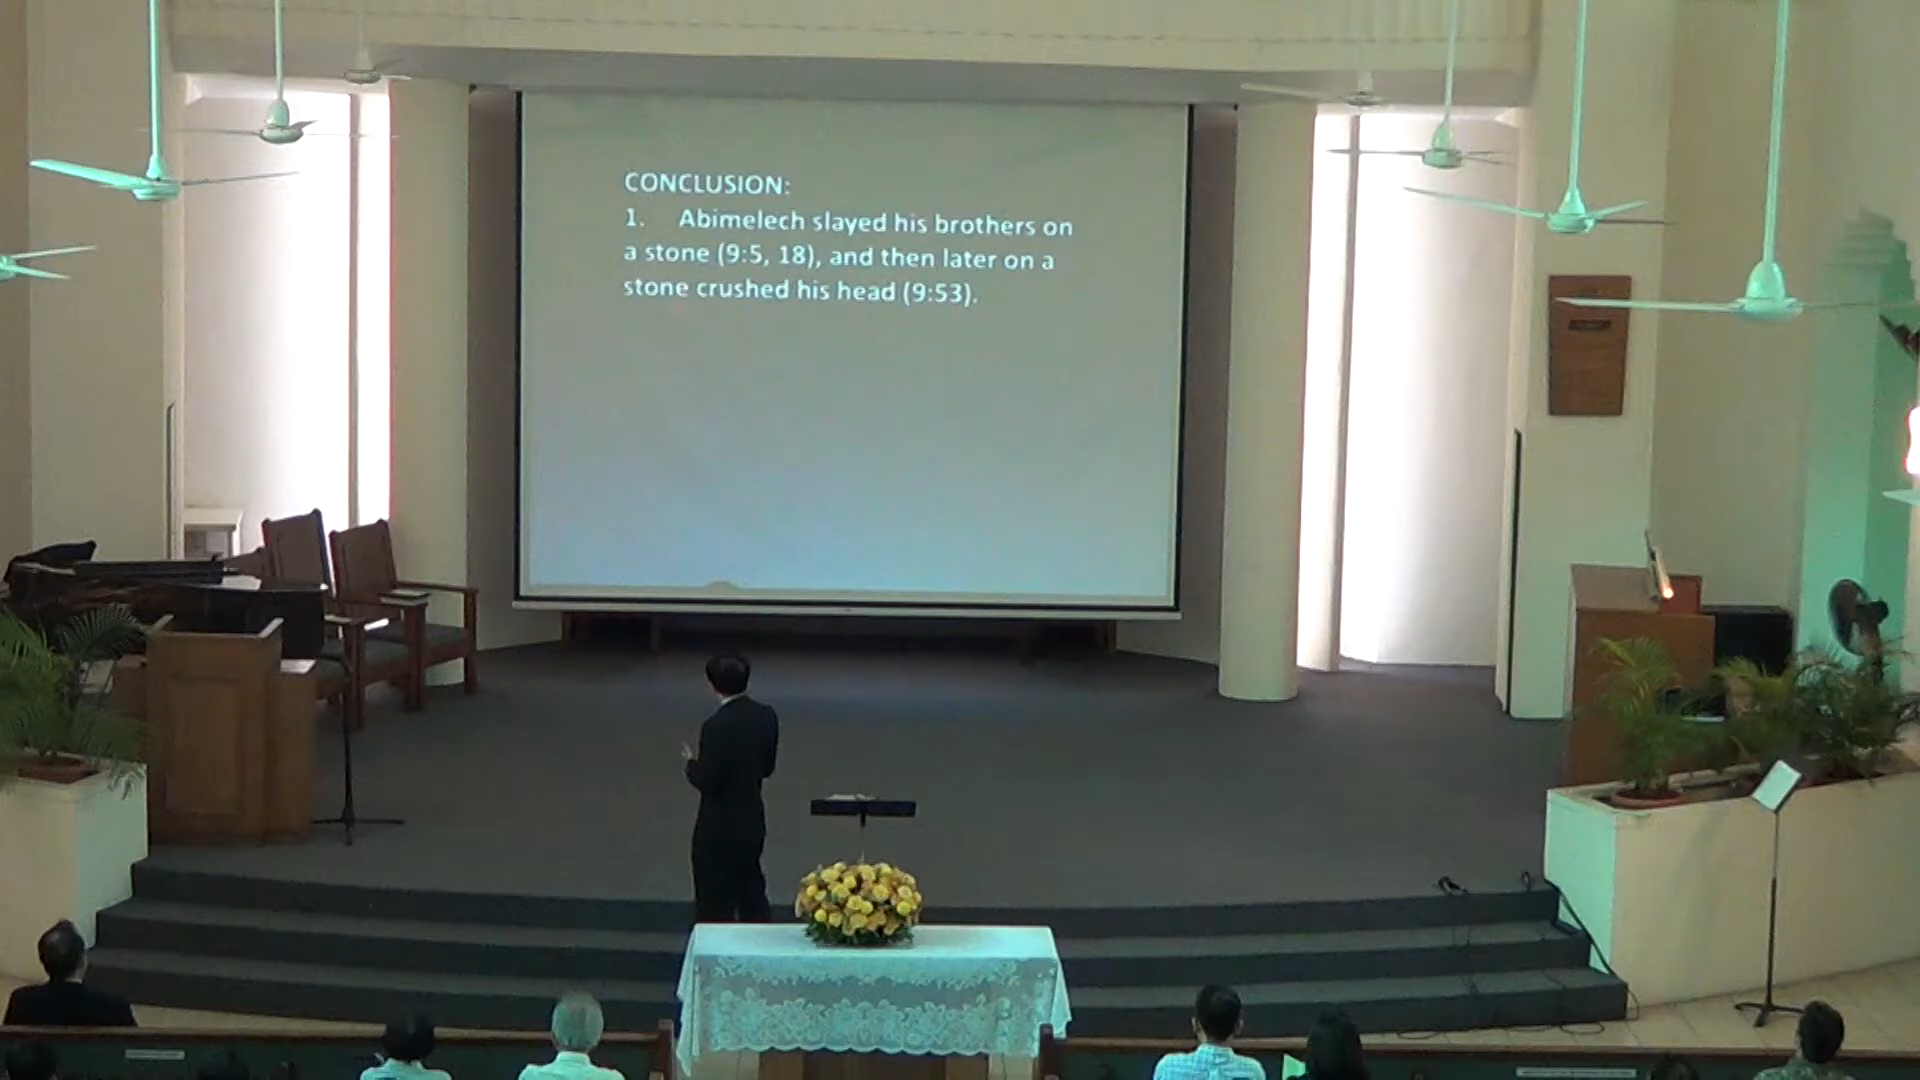 CONCLUSION:
1. Abimelech slayed his brothers on
a stone (9:5, 18), and then later on a
stone crushed his head (9:53).